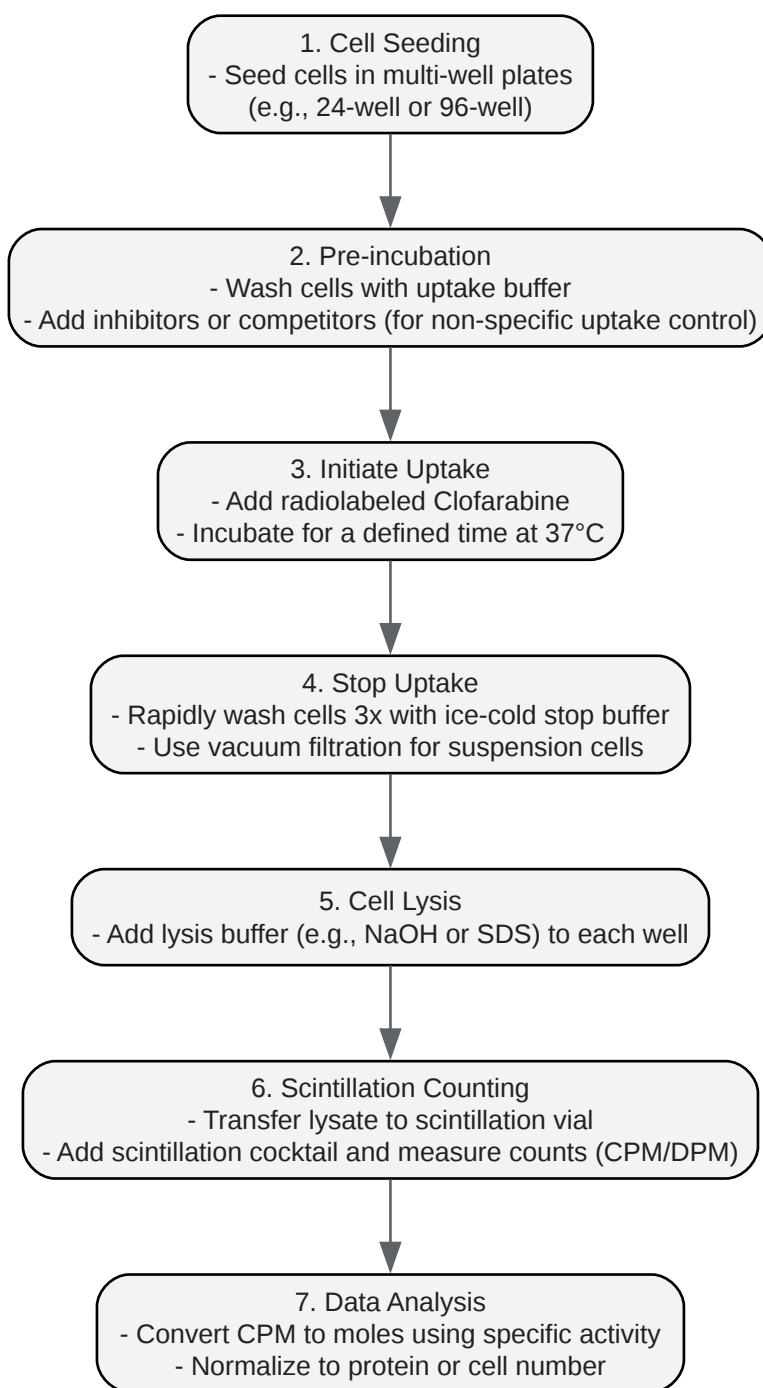 1. Cell Seeding
- Seed cells in multi-well plates
(e.g., 24-well or 96-well)
2. Pre-incubation
- Wash cells with uptake buffer
- Add inhibitors or competitors (for non-specific uptake control)
3. Initiate Uptake
- Add radiolabeled Clofarabine
- Incubate for a defined time at 37°C
4. Stop Uptake
- Rapidly wash cells 3x with ice-cold stop buffer
- Use vacuum filtration for suspension cells
5. Cell Lysis
- Add lysis buffer (e.g., NaOH or SDS) to each well
6. Scintillation Counting
- Transfer lysate to scintillation vial
- Add scintillation cocktail and measure counts (CPM/DPM)
7. Data Analysis
- Convert CPM to moles using specific activity
- Normalize to protein or cell number